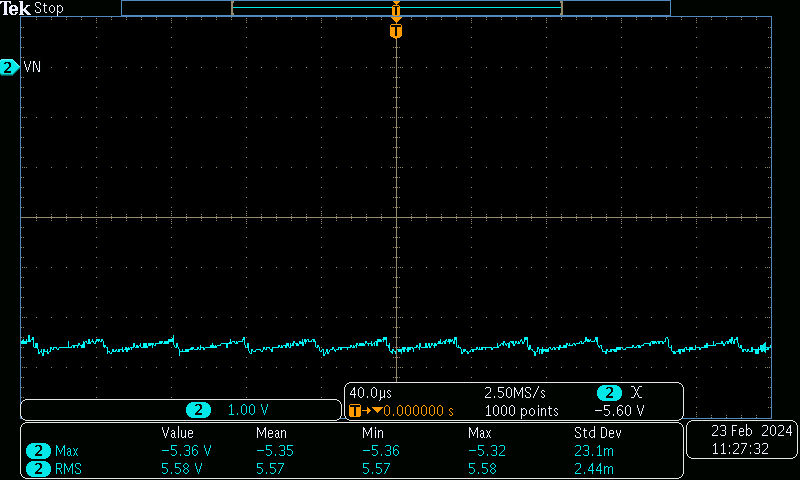 Tek Stop
T
T
2 VN
40.0µs 2.50MS/s 2
2 1.00 V T→▼0.000000 s 1000 points −5.60 V
Value Mean Min Max Std Dev
2 Max −5.36 V −5.35 −5.36 −5.32 23.1m
2 RMS 5.58 V 5.57 5.57 5.58 2.44m
23 Feb 2024
11:27:32